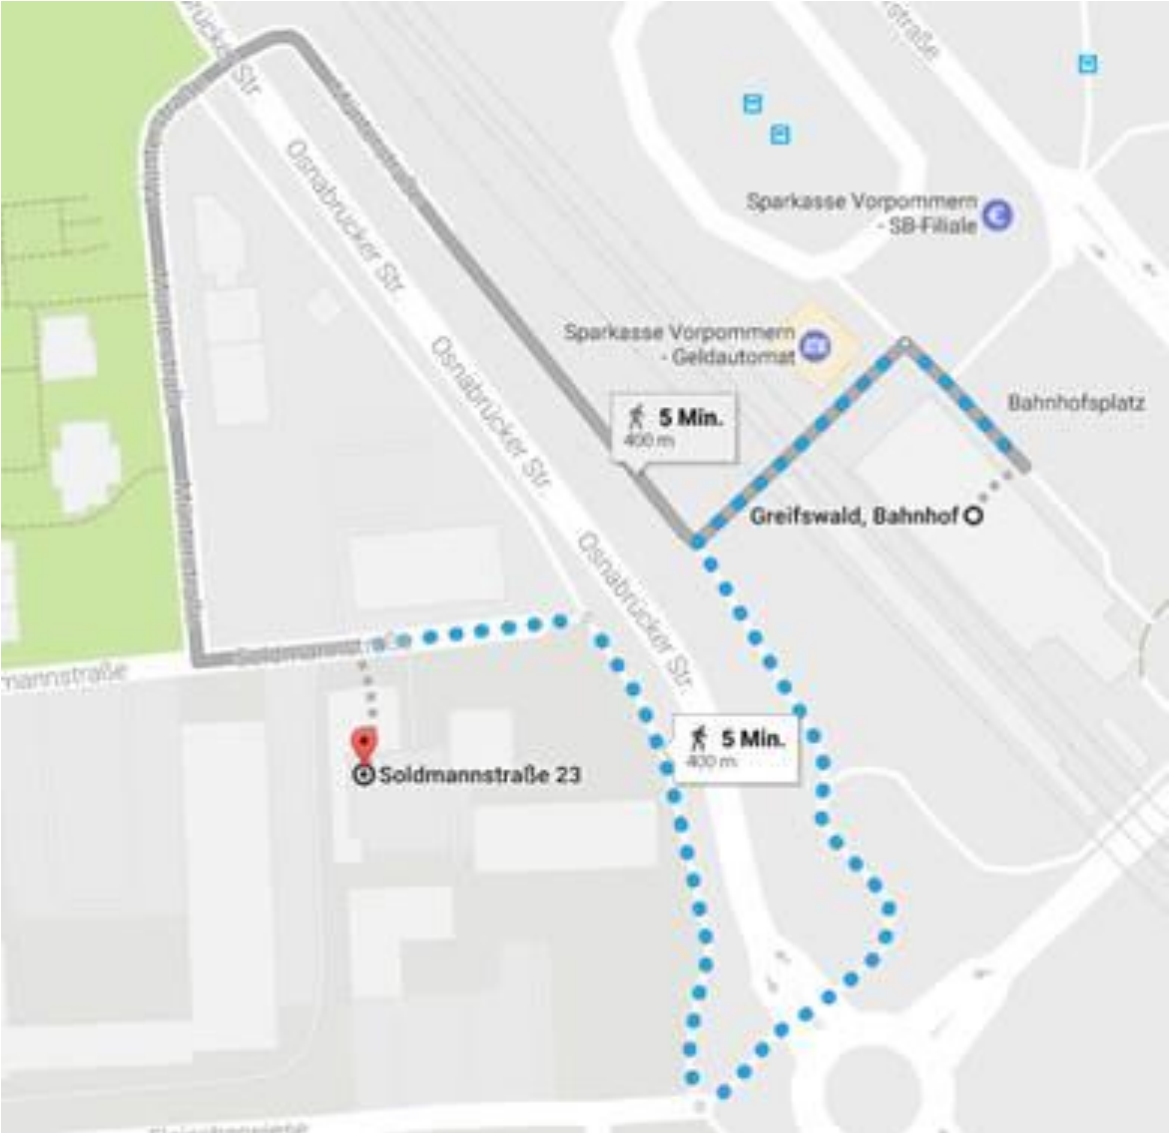 Osnabrücker Str.
Osnabrücker Str.
Osnabrücker Str.
Sparkasse Vorpommern
- SB-Filiale
Sparkasse Vorpommern
- Geldautomat
5 Min.
400 m
Bahnhofsplatz
Greifswald, Bahnhof
mannstraße
5 Min.
400 m
Soldmannstraße 23